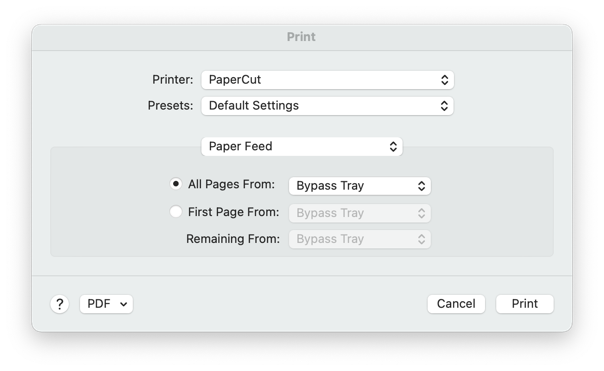 Print
Printer: PaperCut
Presets: Default Settings
Paper Feed
All Pages From: Bypass Tray
First Page From: Bypass Tray
Remaining From: Bypass Tray
? PDF Cancel Print